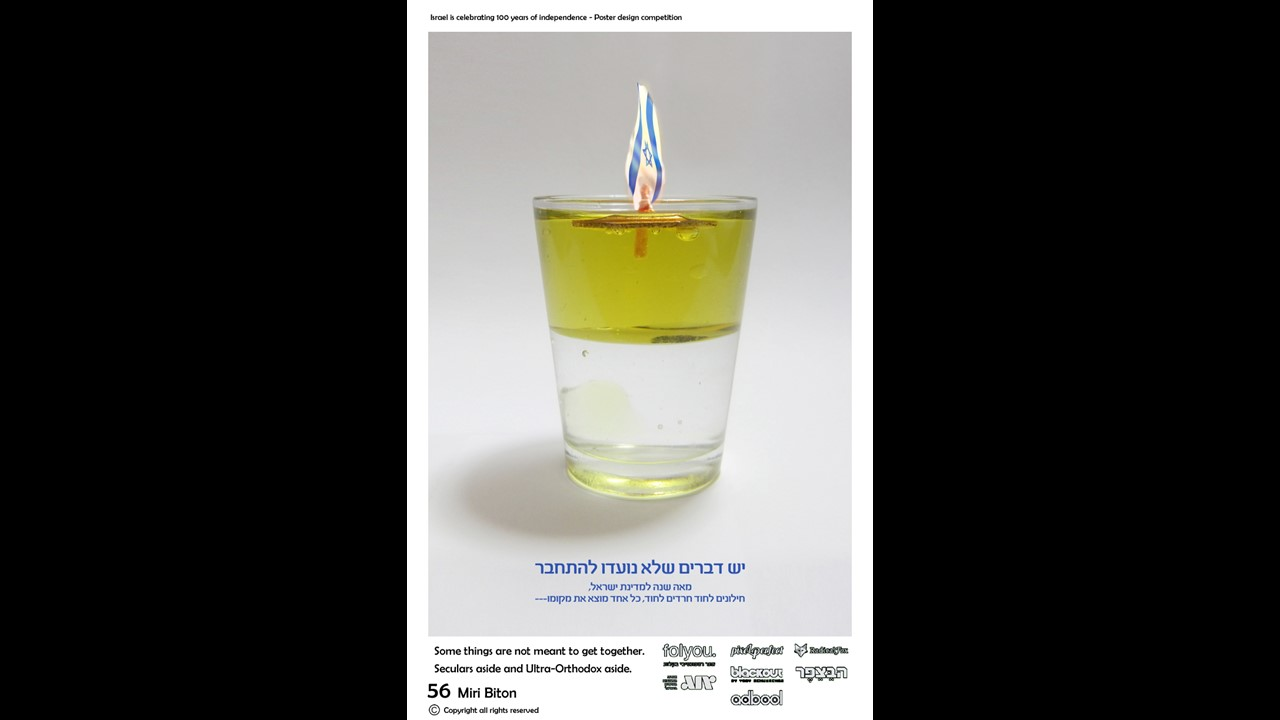 Israel is celebrating 100 years of independence - Poster design competition
יש דברים שלא נועדו להתחבר
מאה שנה למדינת ישראל,
חילונים לחוד חרדים לחוד, כל אחד מוצא את מקומו---
Some things are not meant to get together.
Seculars aside and Ultra-Orthodox aside.
56 Miri Biton
© Copyright all rights reserved
folyou.
pixelperfect
RadicalFox
blackout
הבצפר
adbool